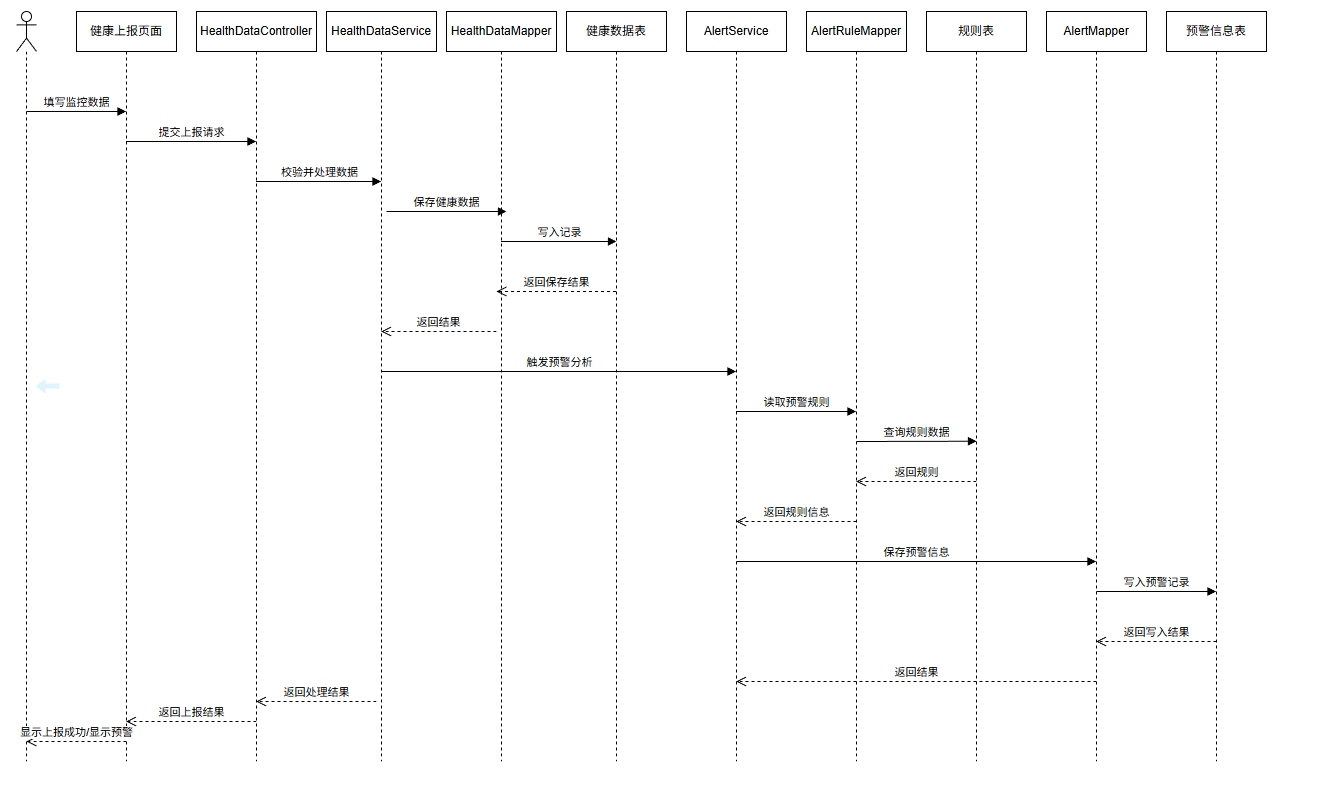 健康上报页面
HealthDataController
HealthDataService
HealthDataMapper
健康数据表
AlertService
AlertRuleMapper
规则表
AlertMapper
预警信息表
填写监控数据
提交上报请求
校验并处理数据
保存健康数据
写入记录
返回保存结果
返回结果
触发预警分析
读取预警规则
查询规则数据
返回规则
返回规则信息
保存预警信息
写入预警记录
返回写入结果
返回结果
返回处理结果
返回上报结果
显示上报成功/显示预警